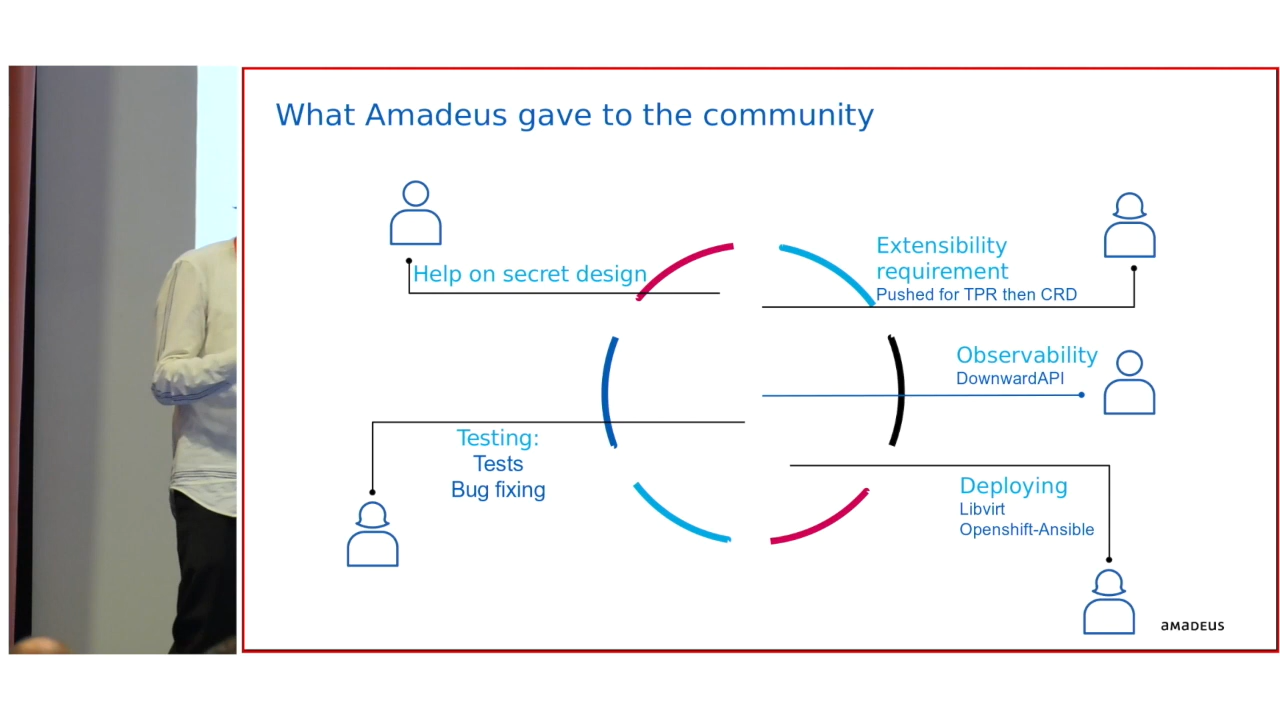 What Amadeus gave to the community
Help on secret design
Extensibility
requirement
Pushed for TPR then CRD
Observability
DownwardAPI
Testing:
Tests
Bug fixing
Deploying
Libvirt
Openshift-Ansible
amadeus